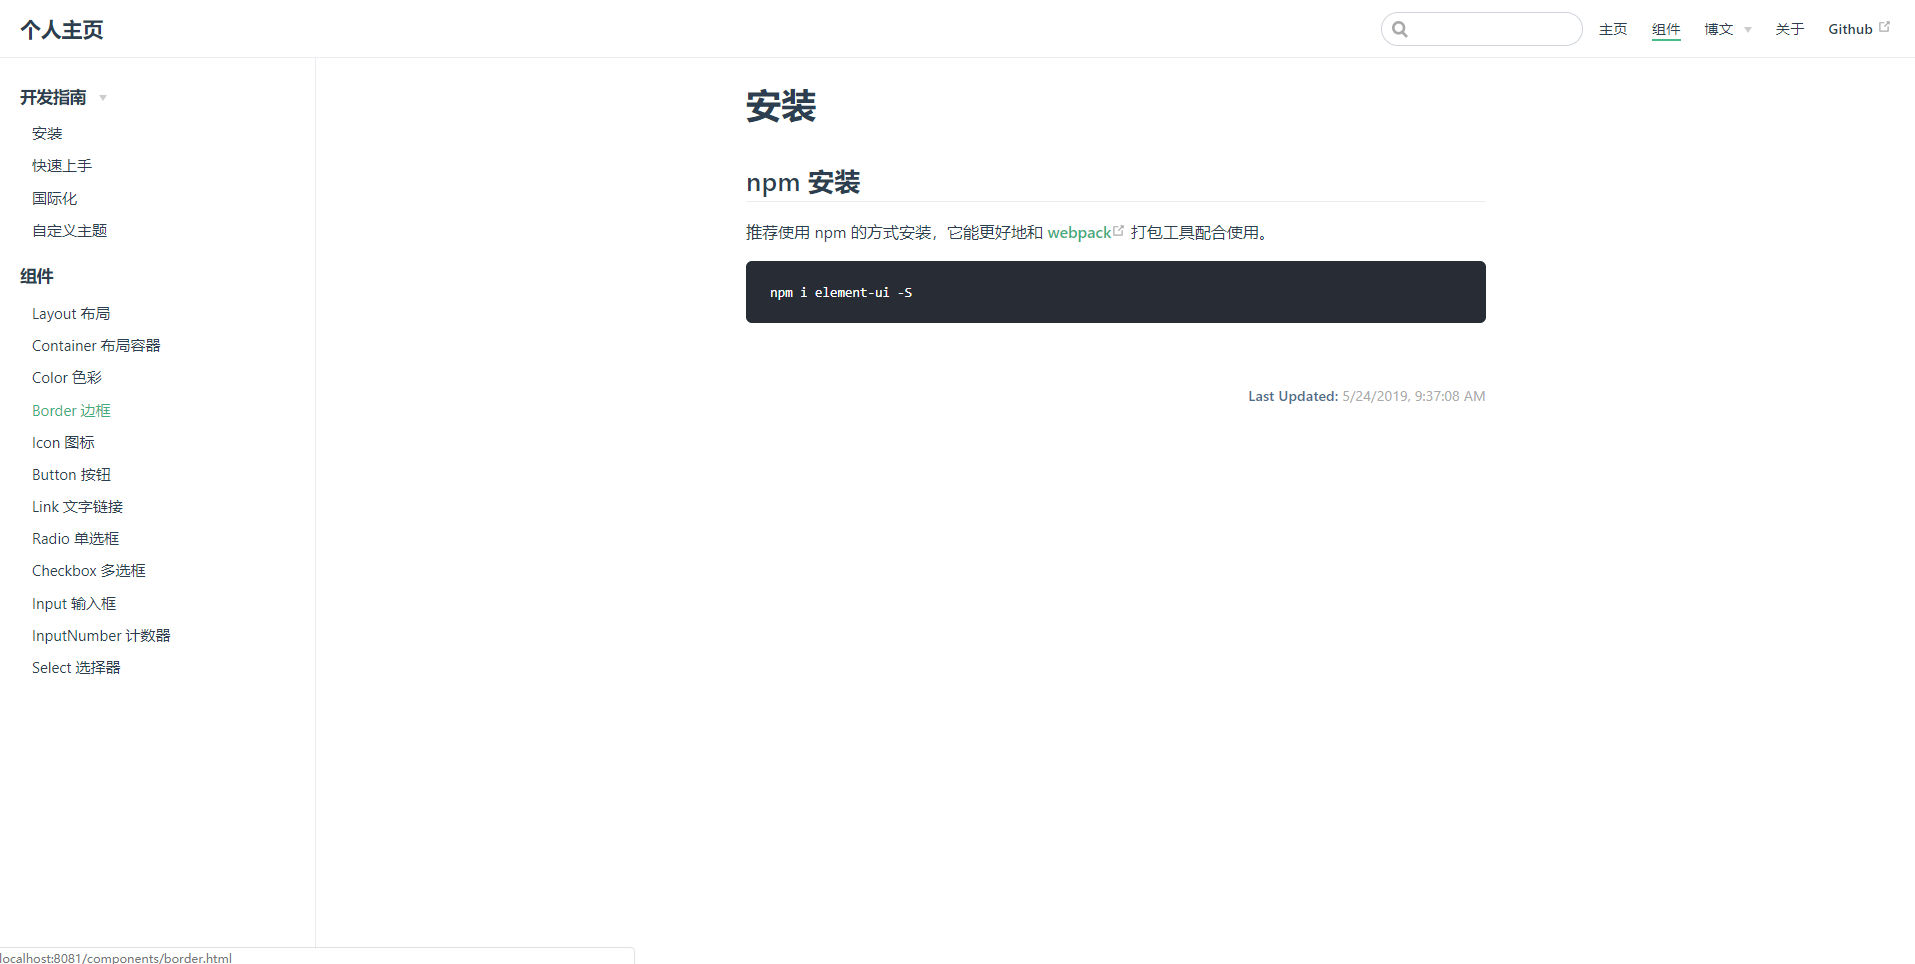 个人主页
主页 组件 博文 关于 Github
开发指南
安装
快速上手
国际化
自定义主题
组件
Layout 布局
Container 布局容器
Color 色彩
Border 边框
Icon 图标
Button 按钮
Link 文字链接
Radio 单选框
Checkbox 多选框
Input 输入框
InputNumber 计数器
Select 选择器
安装
npm 安装
推荐使用 npm 的方式安装，它能更好地和 webpack 打包工具配合使用。
npm i element-ui -S
Last Updated: 5/24/2019, 9:37:08 AM
localhost:8081/components/border.html